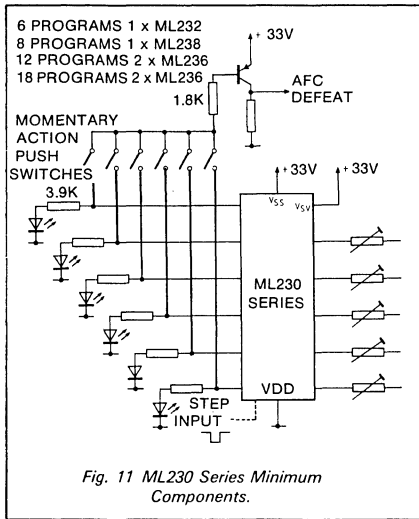 6 PROGRAMS 1 x ML232
8 PROGRAMS 1 x ML238
12 PROGRAMS 2 x ML236
18 PROGRAMS 2 x ML236
+ 33V
1.8K
AFC
DEFEAT
MOMENTARY
ACTION
PUSH
SWITCHES
3.9K
+ 33V
+ 33V
VSS
VSV
ML230
SERIES
VDD
STEP
INPUT
Fig. 11 ML230 Series Minimum
Components.